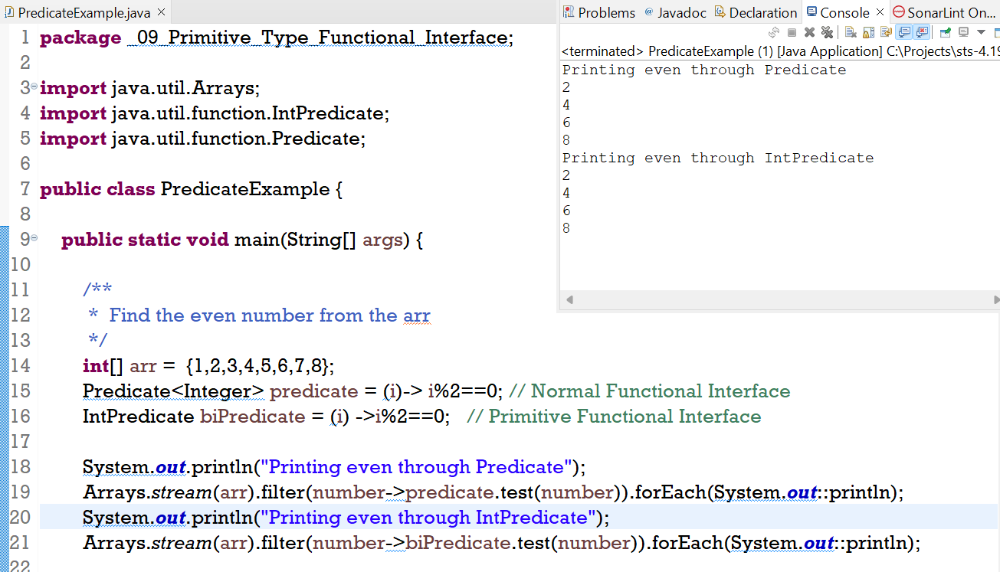 PredicateExample.java
1 package _09_Primitive_Type_Functional_Interface;
2
3 import java.util.Arrays;
4 import java.util.function.IntPredicate;
5 import java.util.function.Predicate;
6
7 public class PredicateExample {
8
9 public static void main(String[] args) {
10
11 /**
12 * Find the even number from the arr
13 */
14 int[] arr = {1,2,3,4,5,6,7,8};
15 Predicate<Integer> predicate = (i)-> i%2==0; // Normal Functional Interface
16 IntPredicate biPredicate = (i) ->i%2==0; // Primitive Functional Interface
17
18 System.out.println("Printing even through Predicate");
19 Arrays.stream(arr).filter(number->predicate.test(number)).forEach(System.out::println);
20 System.out.println("Printing even through IntPredicate");
21 Arrays.stream(arr).filter(number->biPredicate.test(number)).forEach(System.out::println);
22
Problems @ Javadoc Declaration Console SonarLint On...
<terminated> PredicateExample (1) [Java Application] C:\Projects\sts-4.19
Printing even through Predicate
2
4
6
8
Printing even through IntPredicate
2
4
6
8